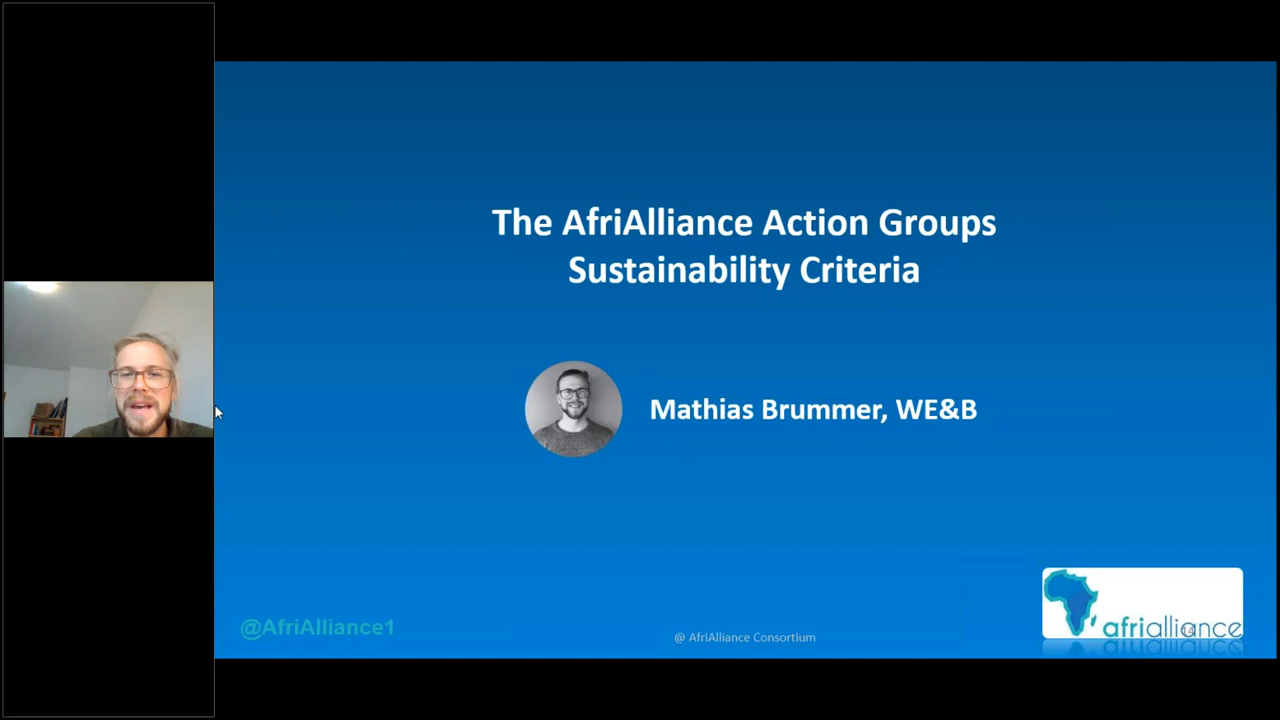 The AfriAlliance Action Groups
Sustainability Criteria
Mathias Brummer, WE&B
@AfriAlliance1
@ AfriAlliance Consortium
afrialliance